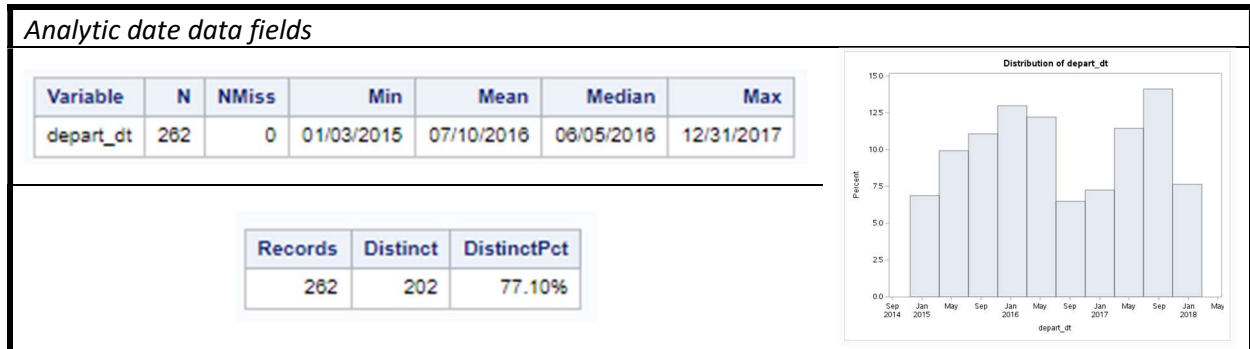 Analytic date data fields
Variable N NMiss Min Mean Median Max
depart_dt 262 0 01/03/2015 07/10/2016 06/05/2016 12/31/2017
Records Distinct DistinctPct
262 202 77.10%
Distribution of depart_dt
15.0
12.5
10.0
7.5
5.0
2.5
0.0
Percent
Sep Jan May Sep Jan May Sep Jan May Sep Jan May
2014 2015 2016 2017 2018
depart_dt